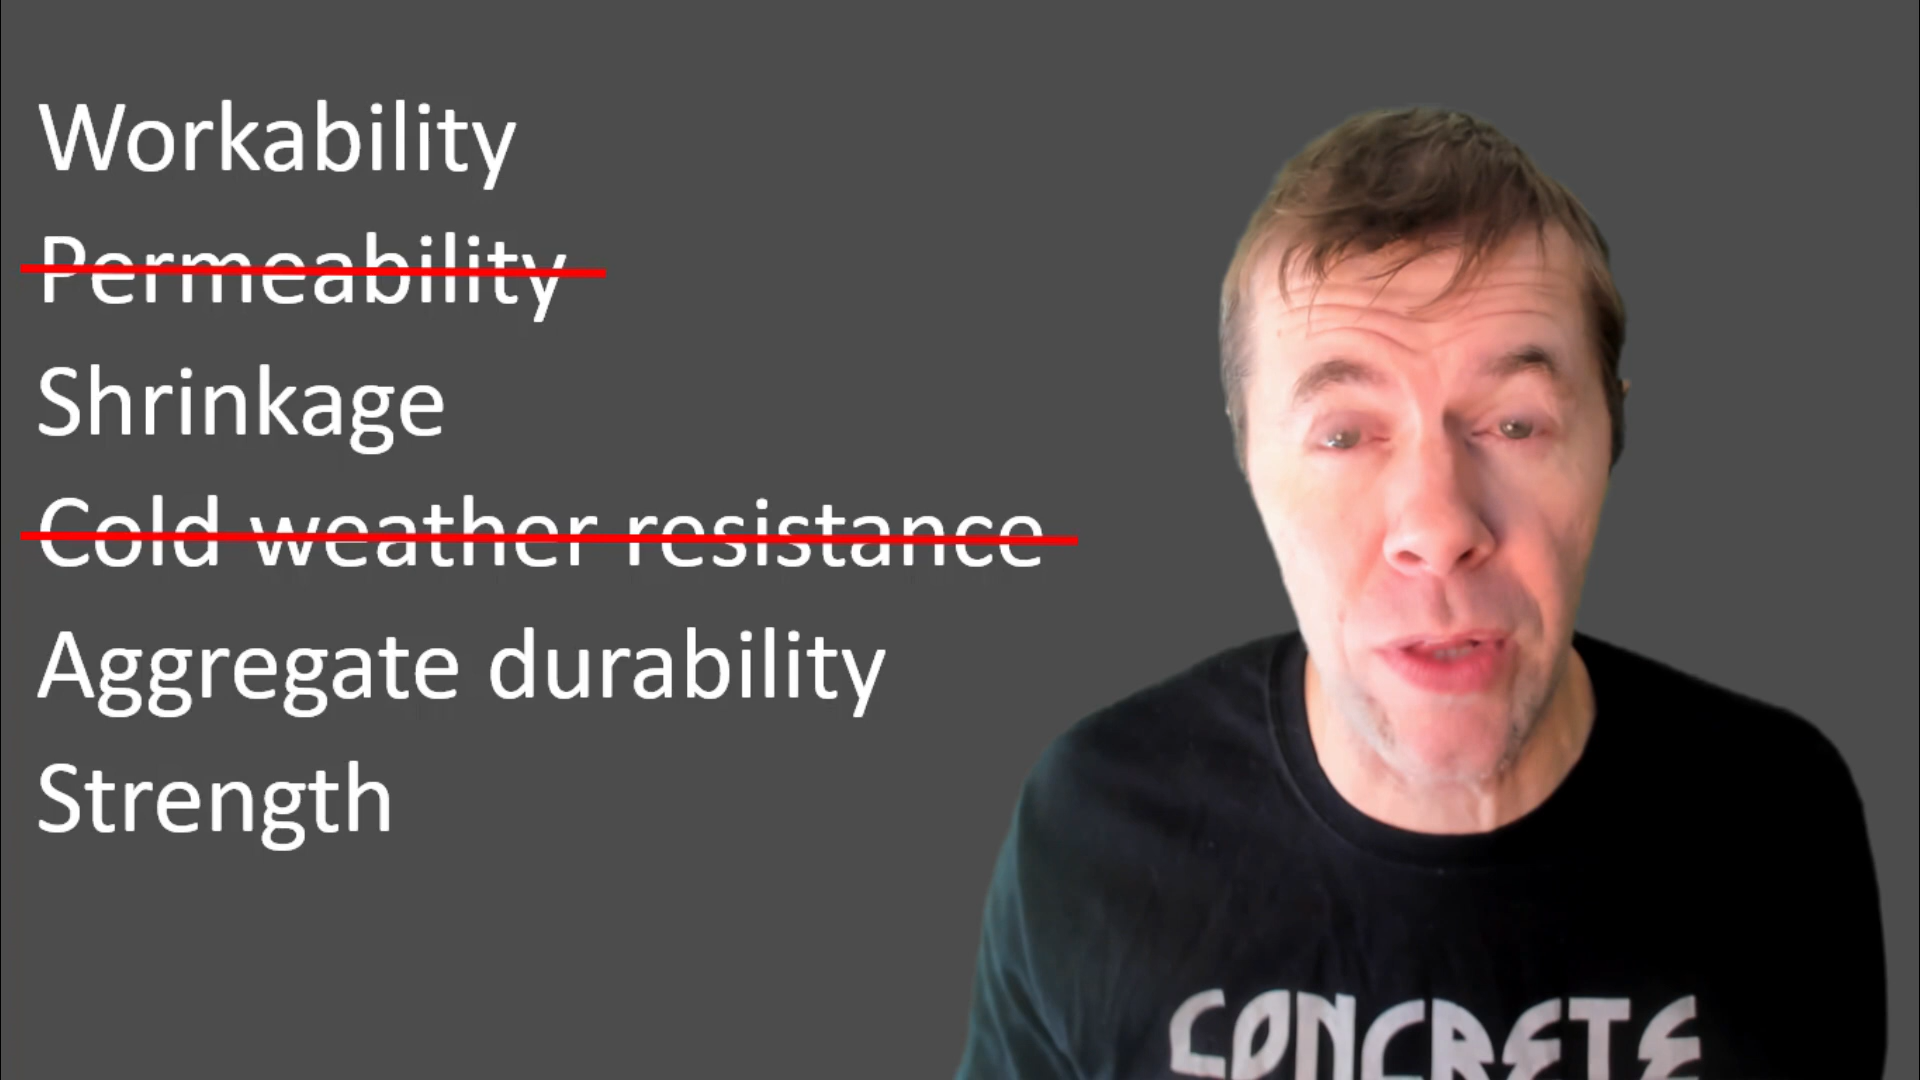 Workability
Permeability
Shrinkage
Cold weather resistance
Aggregate durability
Strength
CONCRETE